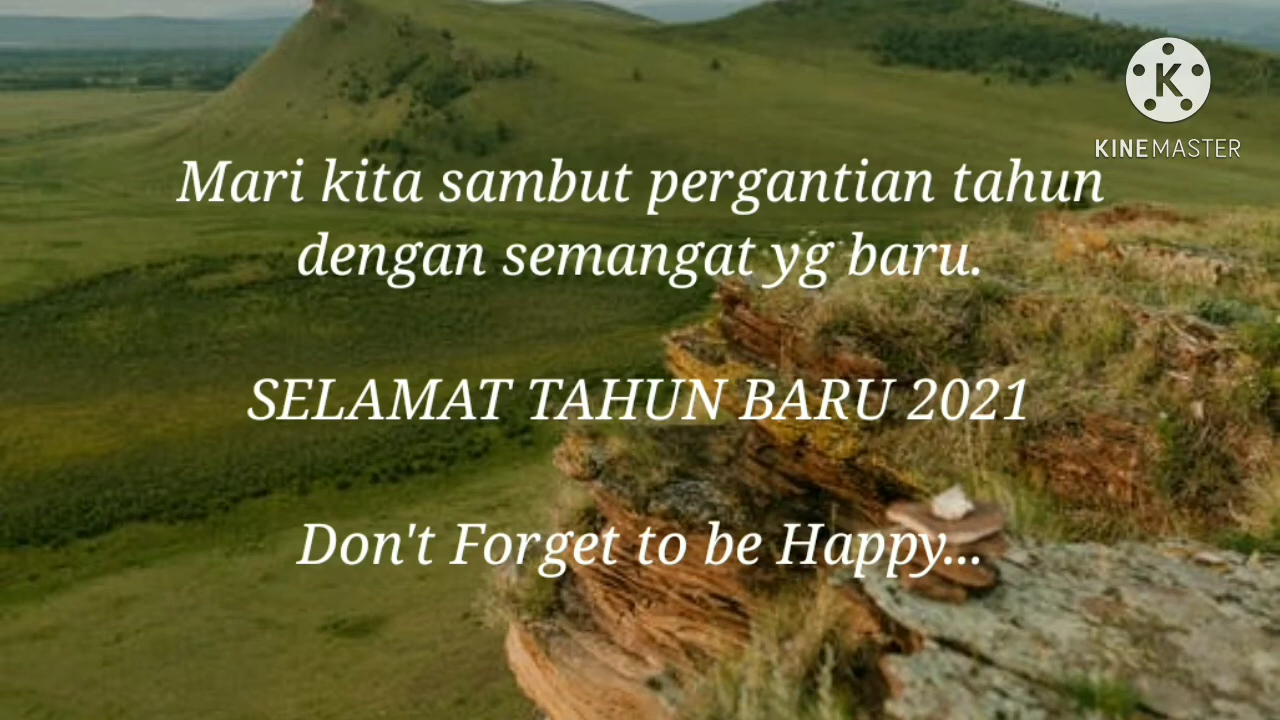 KINEMASTER
Mari kita sambut pergantian tahun
dengan semangat yg baru.
SELAMAT TAHUN BARU 2021
Don't Forget to be Happy...